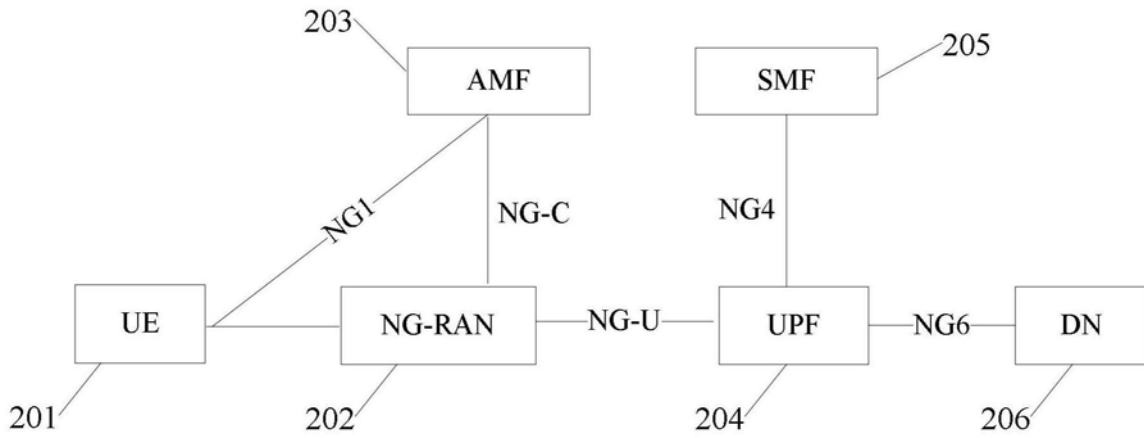 203
AMF
SMF
205
NG1
NG-C
NG4
UE
NG-RAN
NG-U
UPF
NG6
DN
201
202
204
206